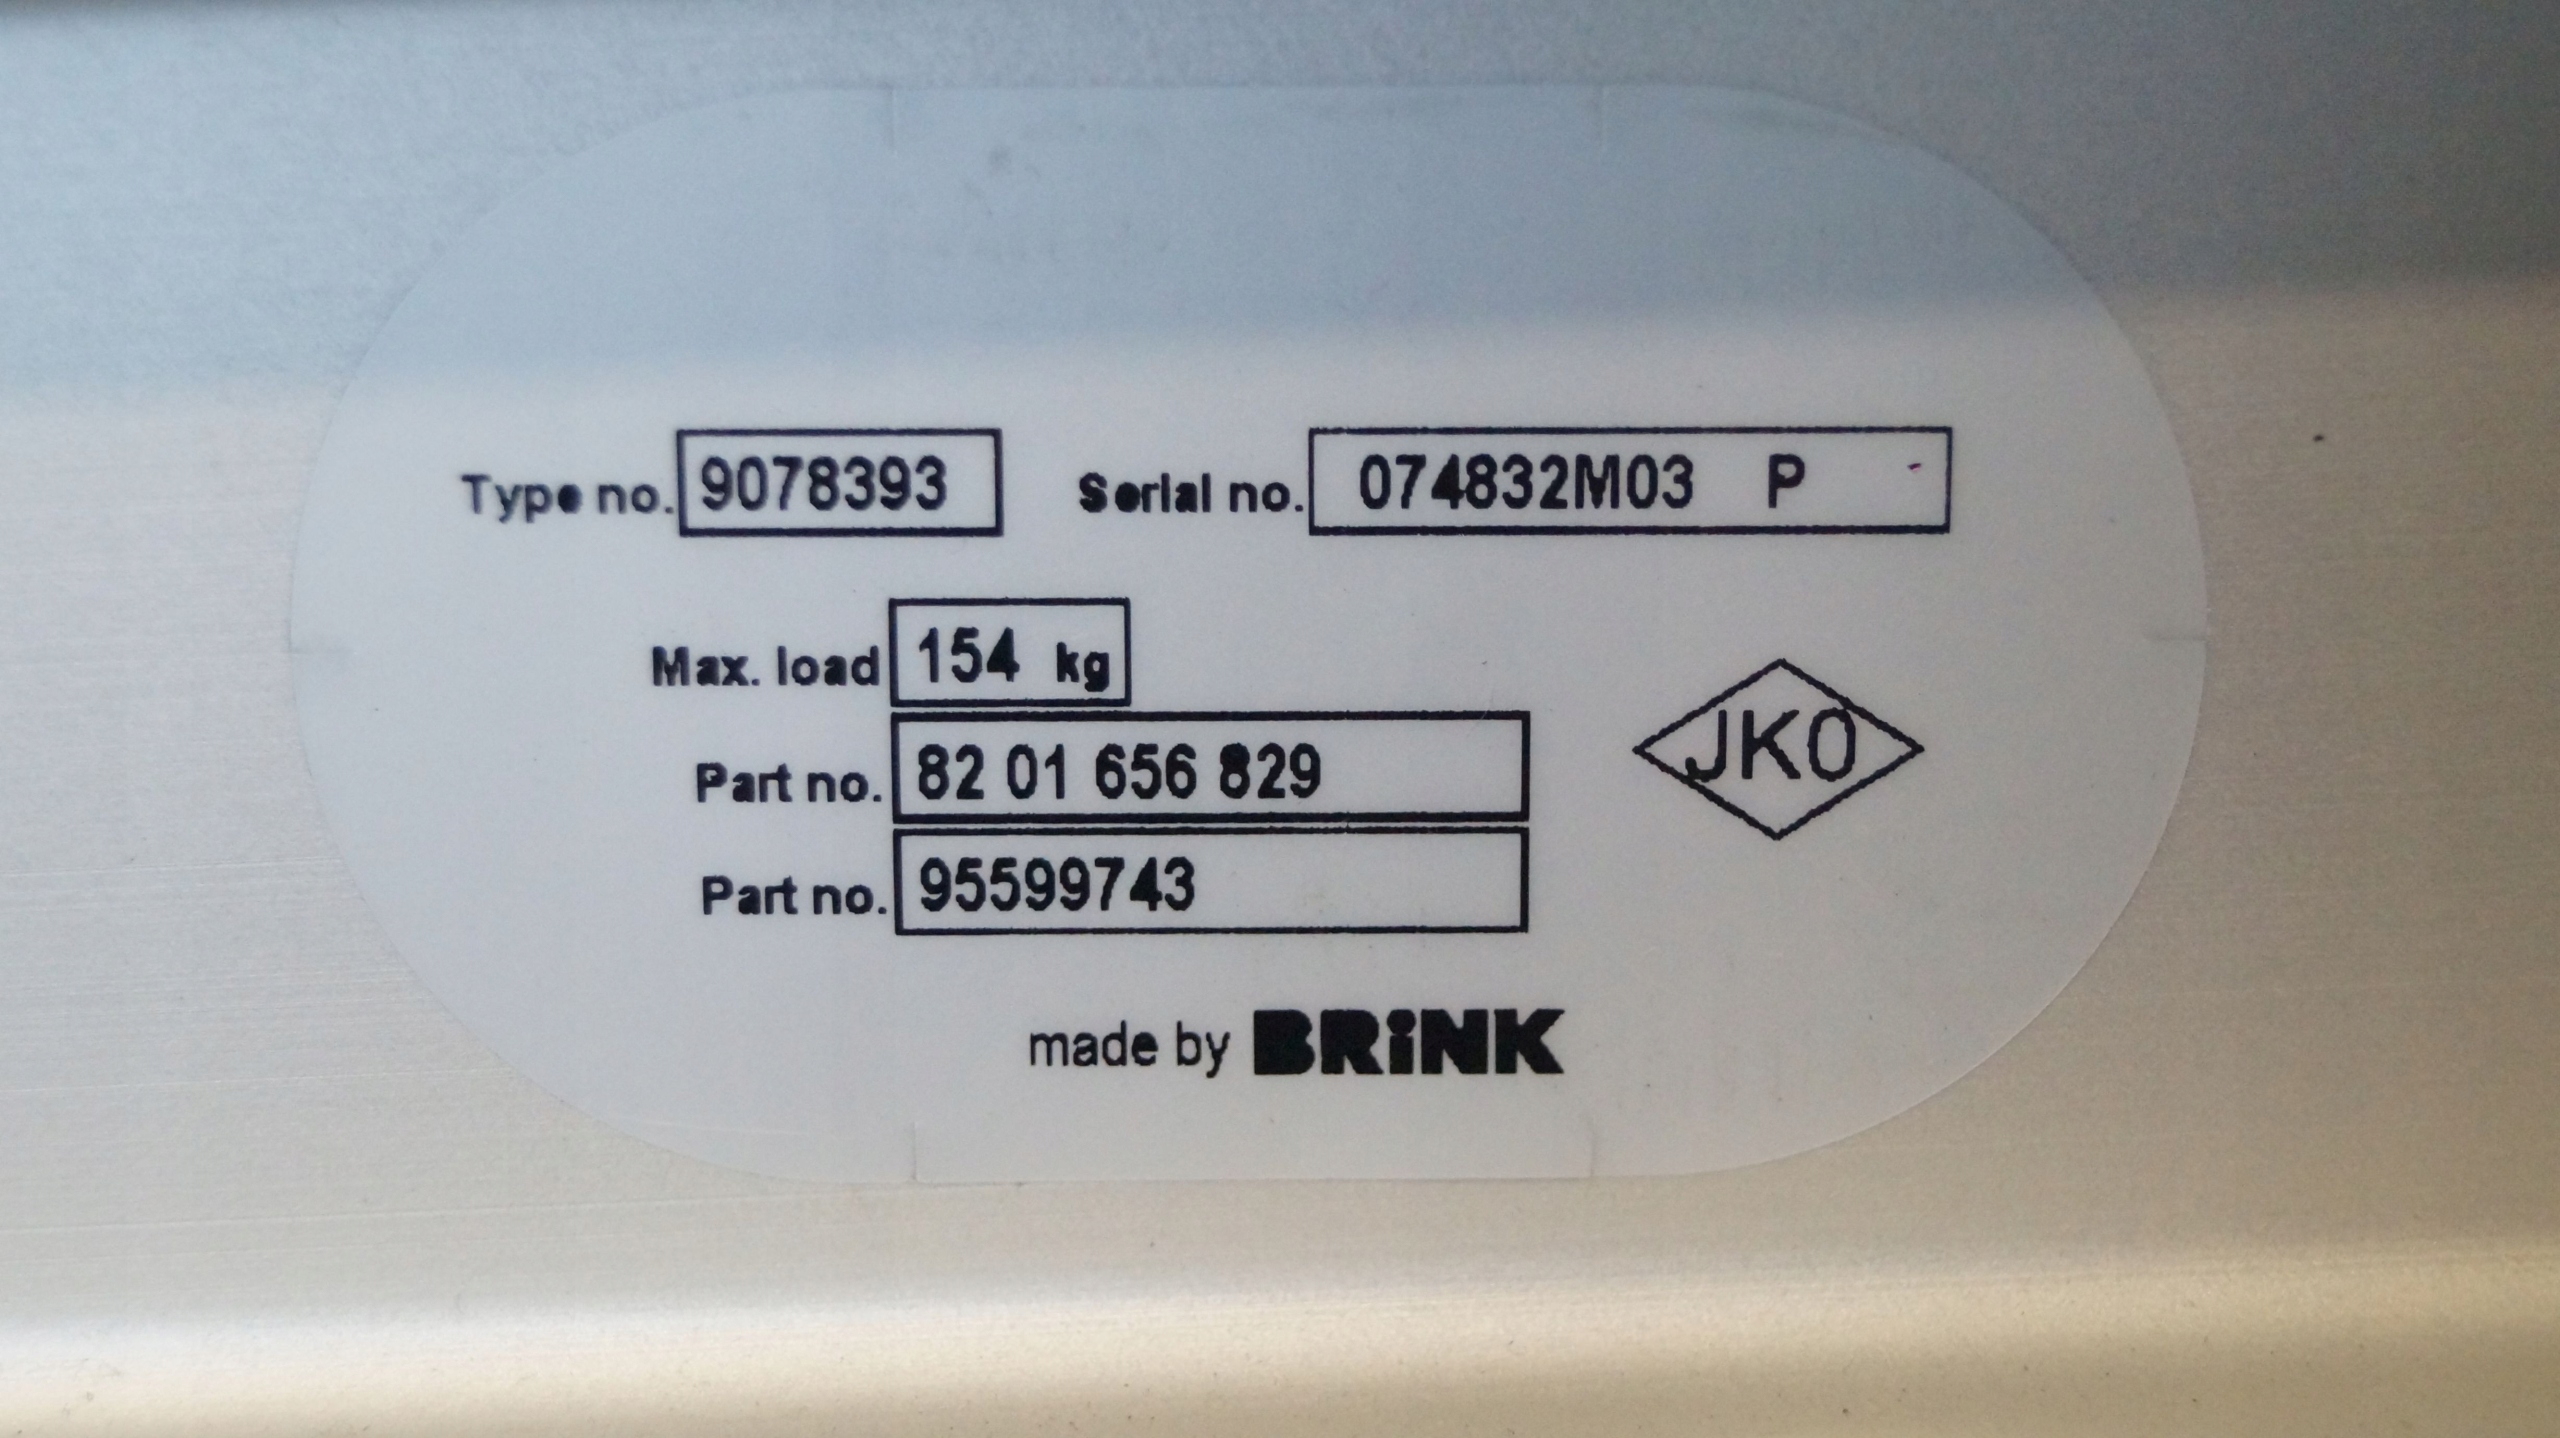 Type no. 9078393 Serial no. 074832M03 P
Max. load 154 kg
Part no. 82 01 656 829
JKO
Part no. 95599743
made by BRiNK